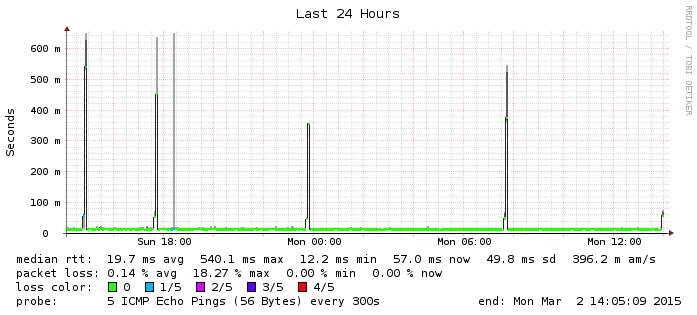 Last 24 Hours
RRDTOOL / TOBI OETIKER
Seconds
600 m
500 m
400 m
300 m
200 m
100 m
0
Sun 18:00 Mon 00:00 Mon 06:00 Mon 12:00
median rtt: 19.7 ms avg 540.1 ms max 12.2 ms min 57.0 ms now 49.8 ms sd 396.2 m am/s
packet loss: 0.14 % avg 18.27 % max 0.00 % min 0.00 % now
loss color: 0 1/5 2/5 3/5 4/5
probe: 5 ICMP Echo Pings (56 Bytes) every 300s end: Mon Mar 2 14:05:09 2015